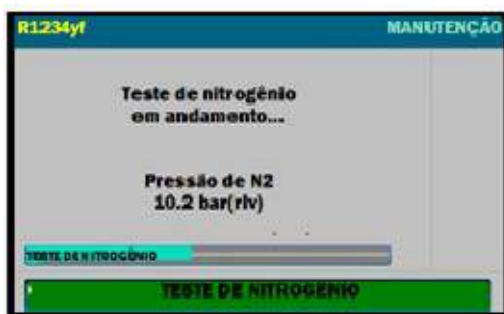 R1234yf
MANUTENÇÃO
Teste de nitrogênio
em andamento...
Pressão de N2
10.2 bar(rlv)
TESTE DE NITROGÊNIO
TESTE DE NITROGENIO